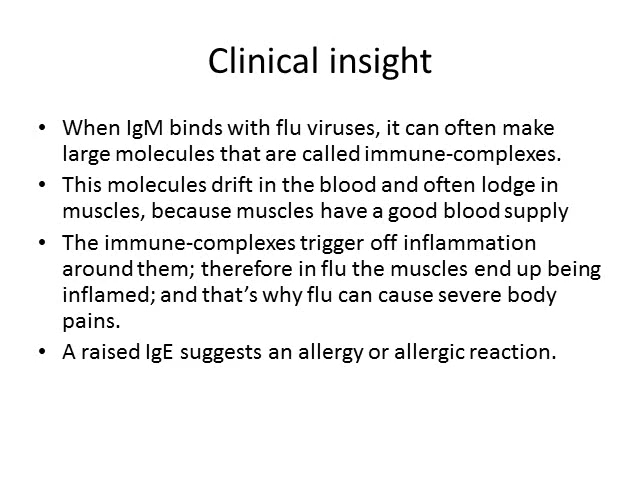 Clinical insight
• When IgM binds with flu viruses, it can often make
large molecules that are called immune-complexes.
• This molecules drift in the blood and often lodge in
muscles, because muscles have a good blood supply
• The immune-complexes trigger off inflammation
around them; therefore in flu the muscles end up being
inflamed; and that’s why flu can cause severe body
pains.
• A raised IgE suggests an allergy or allergic reaction.